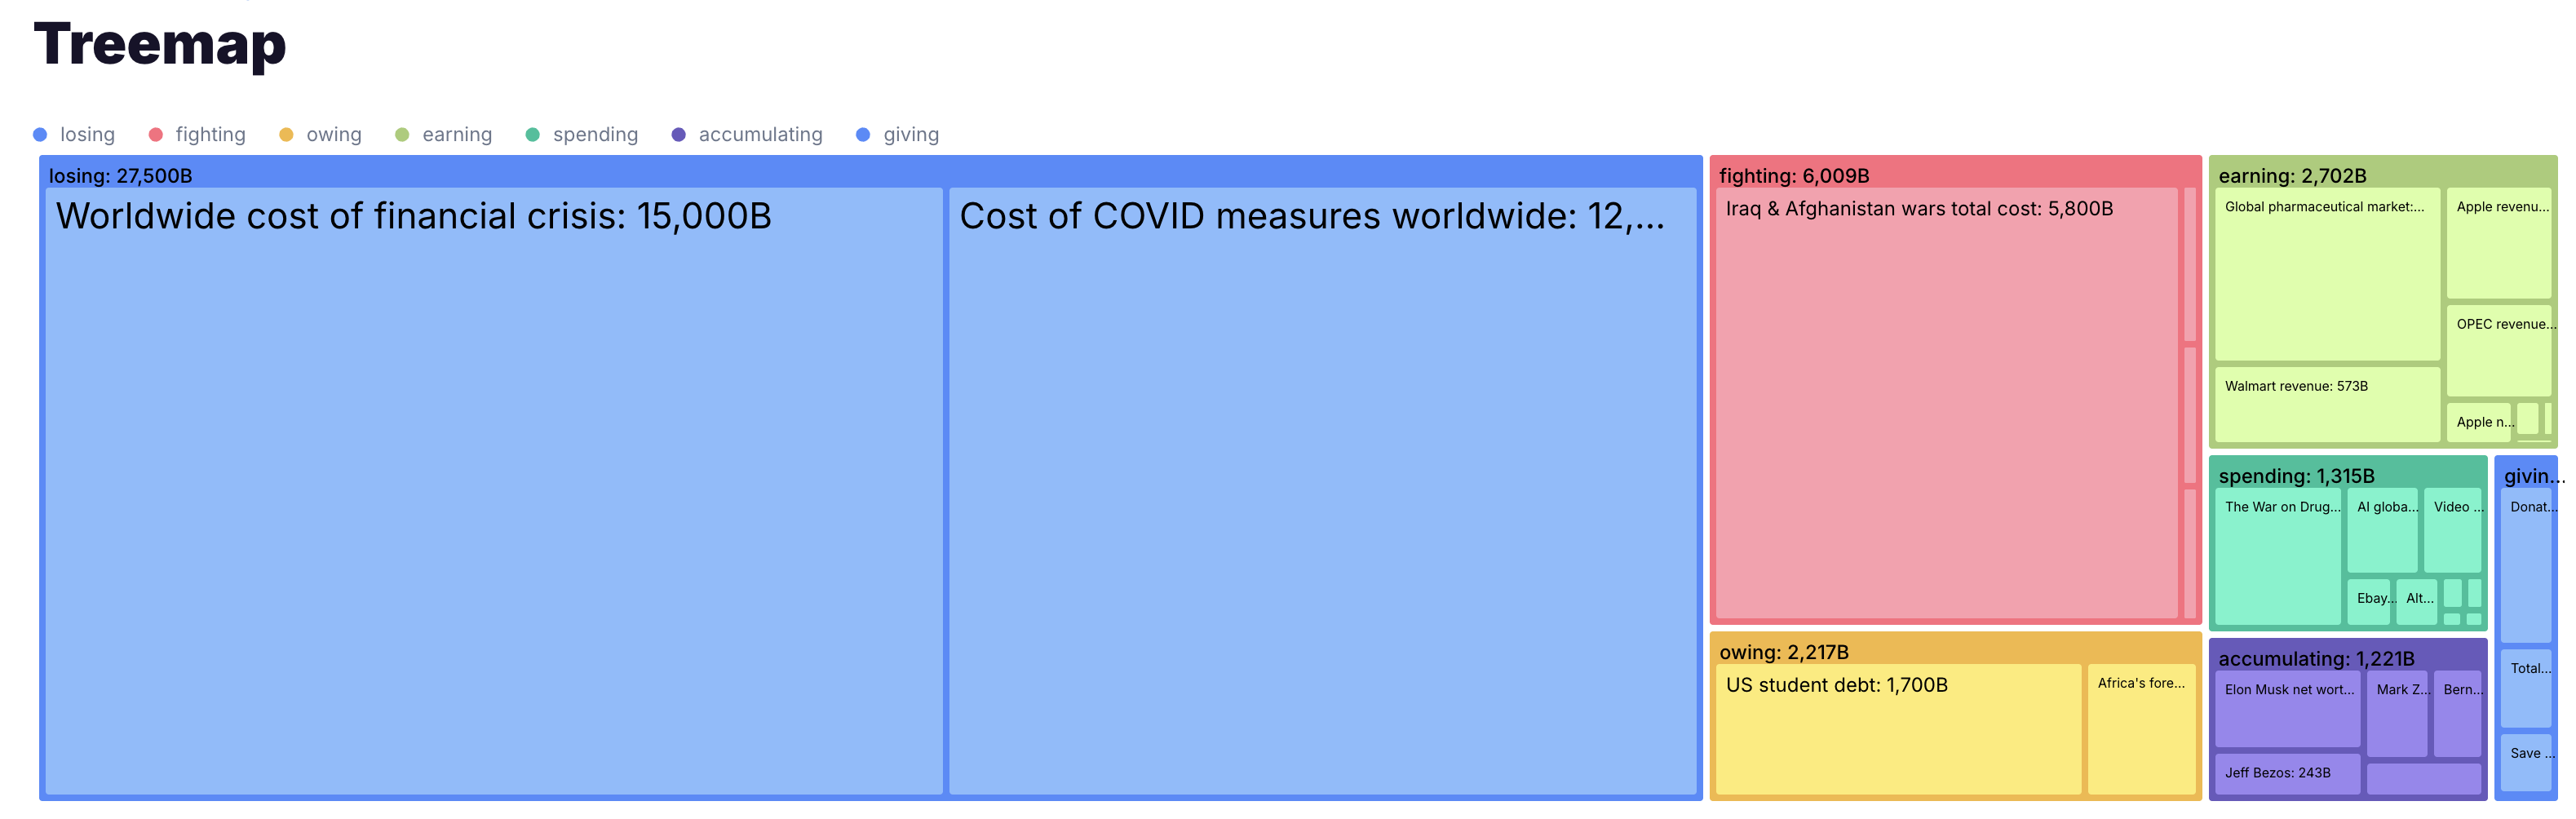 Treemap
losing
fighting
owing
earning
spending
accumulating
giving
losing: 27,500B
Worldwide cost of financial crisis: 15,000B
Cost of COVID measures worldwide: 12,...
fighting: 6,009B
Iraq & Afghanistan wars total cost: 5,800B
owing: 2,217B
US student debt: 1,700B
Africa's fore...
earning: 2,702B
Global pharmaceutical market:...
Walmart revenue: 573B
Apple revenu...
OPEC revenue...
Apple n...
spending: 1,315B
The War on Drug...
AI globa...
Video ...
Ebay...
Alt...
accumulating: 1,221B
Elon Musk net wort...
Jeff Bezos: 243B
Mark Z...
Bern...
givin...
Donat...
Total...
Save ...